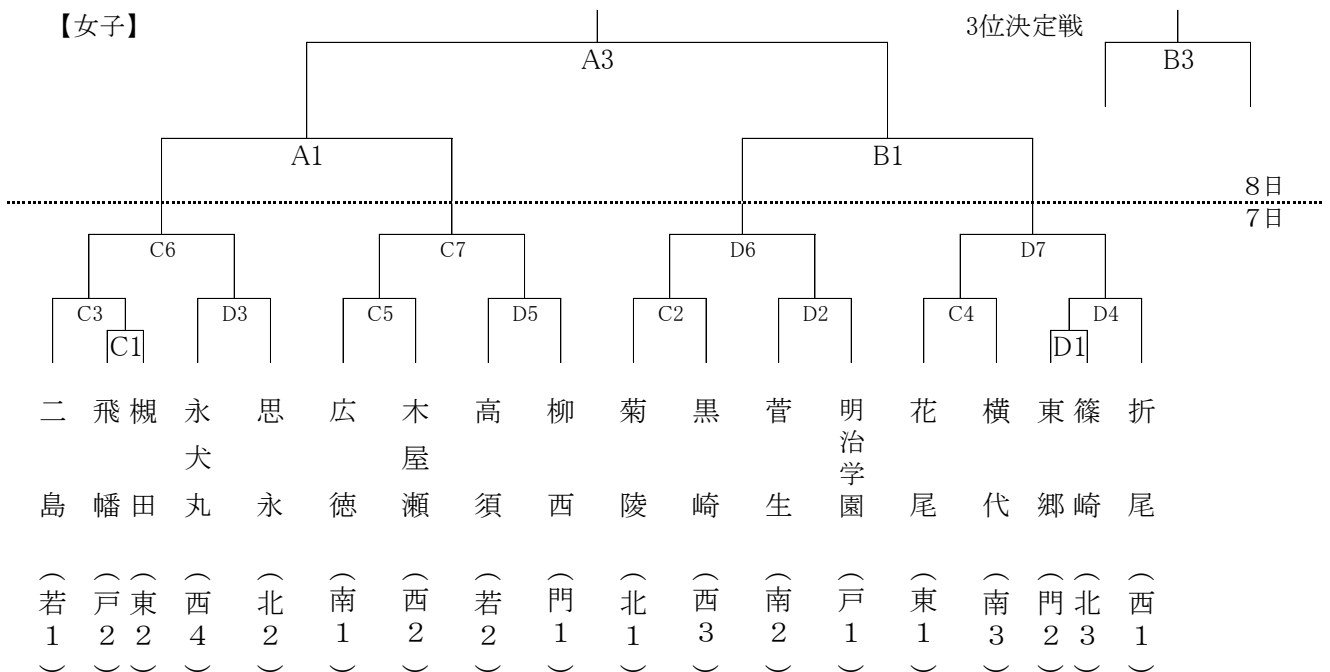 【女子】
3位決定戦
A3
B3
A1
B1
8日
7日
C6
C7
D6
D7
C3
D3
C5
D5
C2
D2
C4
D4
C1
D1
二島（若1）
飛幡（戸2）
槻田（東2）
永犬丸（西4）
思永（北2）
広徳（南1）
木屋瀬（西2）
高須（若2）
柳西（門1）
菊陵（北1）
黒崎（西3）
菅生（南2）
明治学園（戸1）
花尾（東1）
横代（南3）
東郷（門2）
篠崎（北3）
折尾（西1）